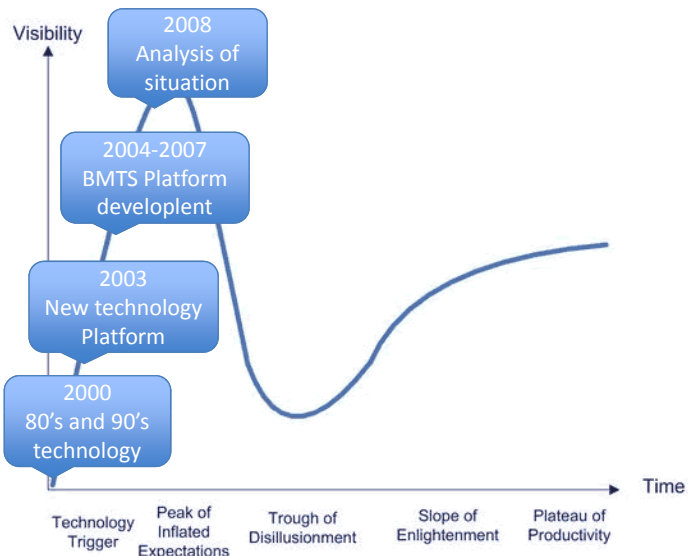 Visibility
2008
Analysis of
situation
2004-2007
BMTS Platform
developlent
2003
New technology
Platform
2000
80's and 90's
technology
Time
Technology
Trigger
Peak of
Inflated
Expectations
Trough of
Disillusionment
Slope of
Enlightenment
Plateau of
Productivity